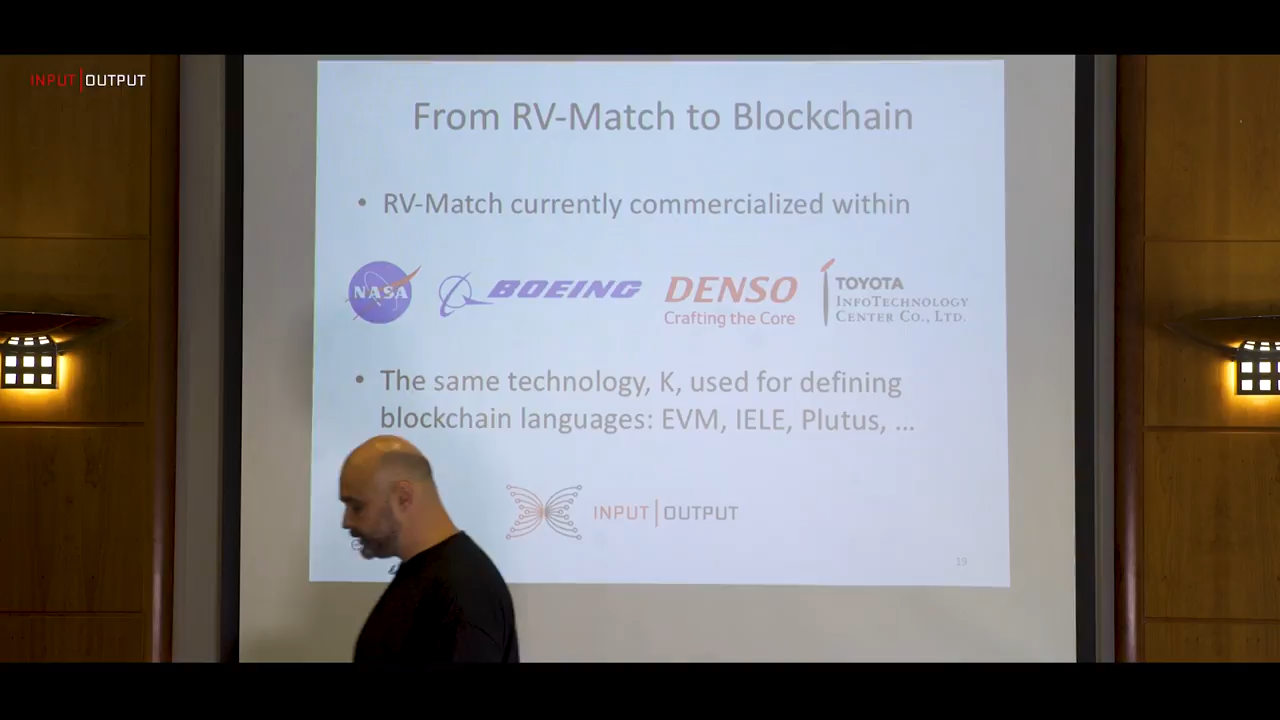 INPUT|OUTPUT
From RV-Match to Blockchain
• RV-Match currently commercialized within
NASA
BOEING
DENSO
Crafting the Core
TOYOTA
INFOTECHNOLOGY
CENTER CO., LTD.
• The same technology, K, used for defining
blockchain languages: EVM, IELE, Plutus, ...
INPUT|OUTPUT
19